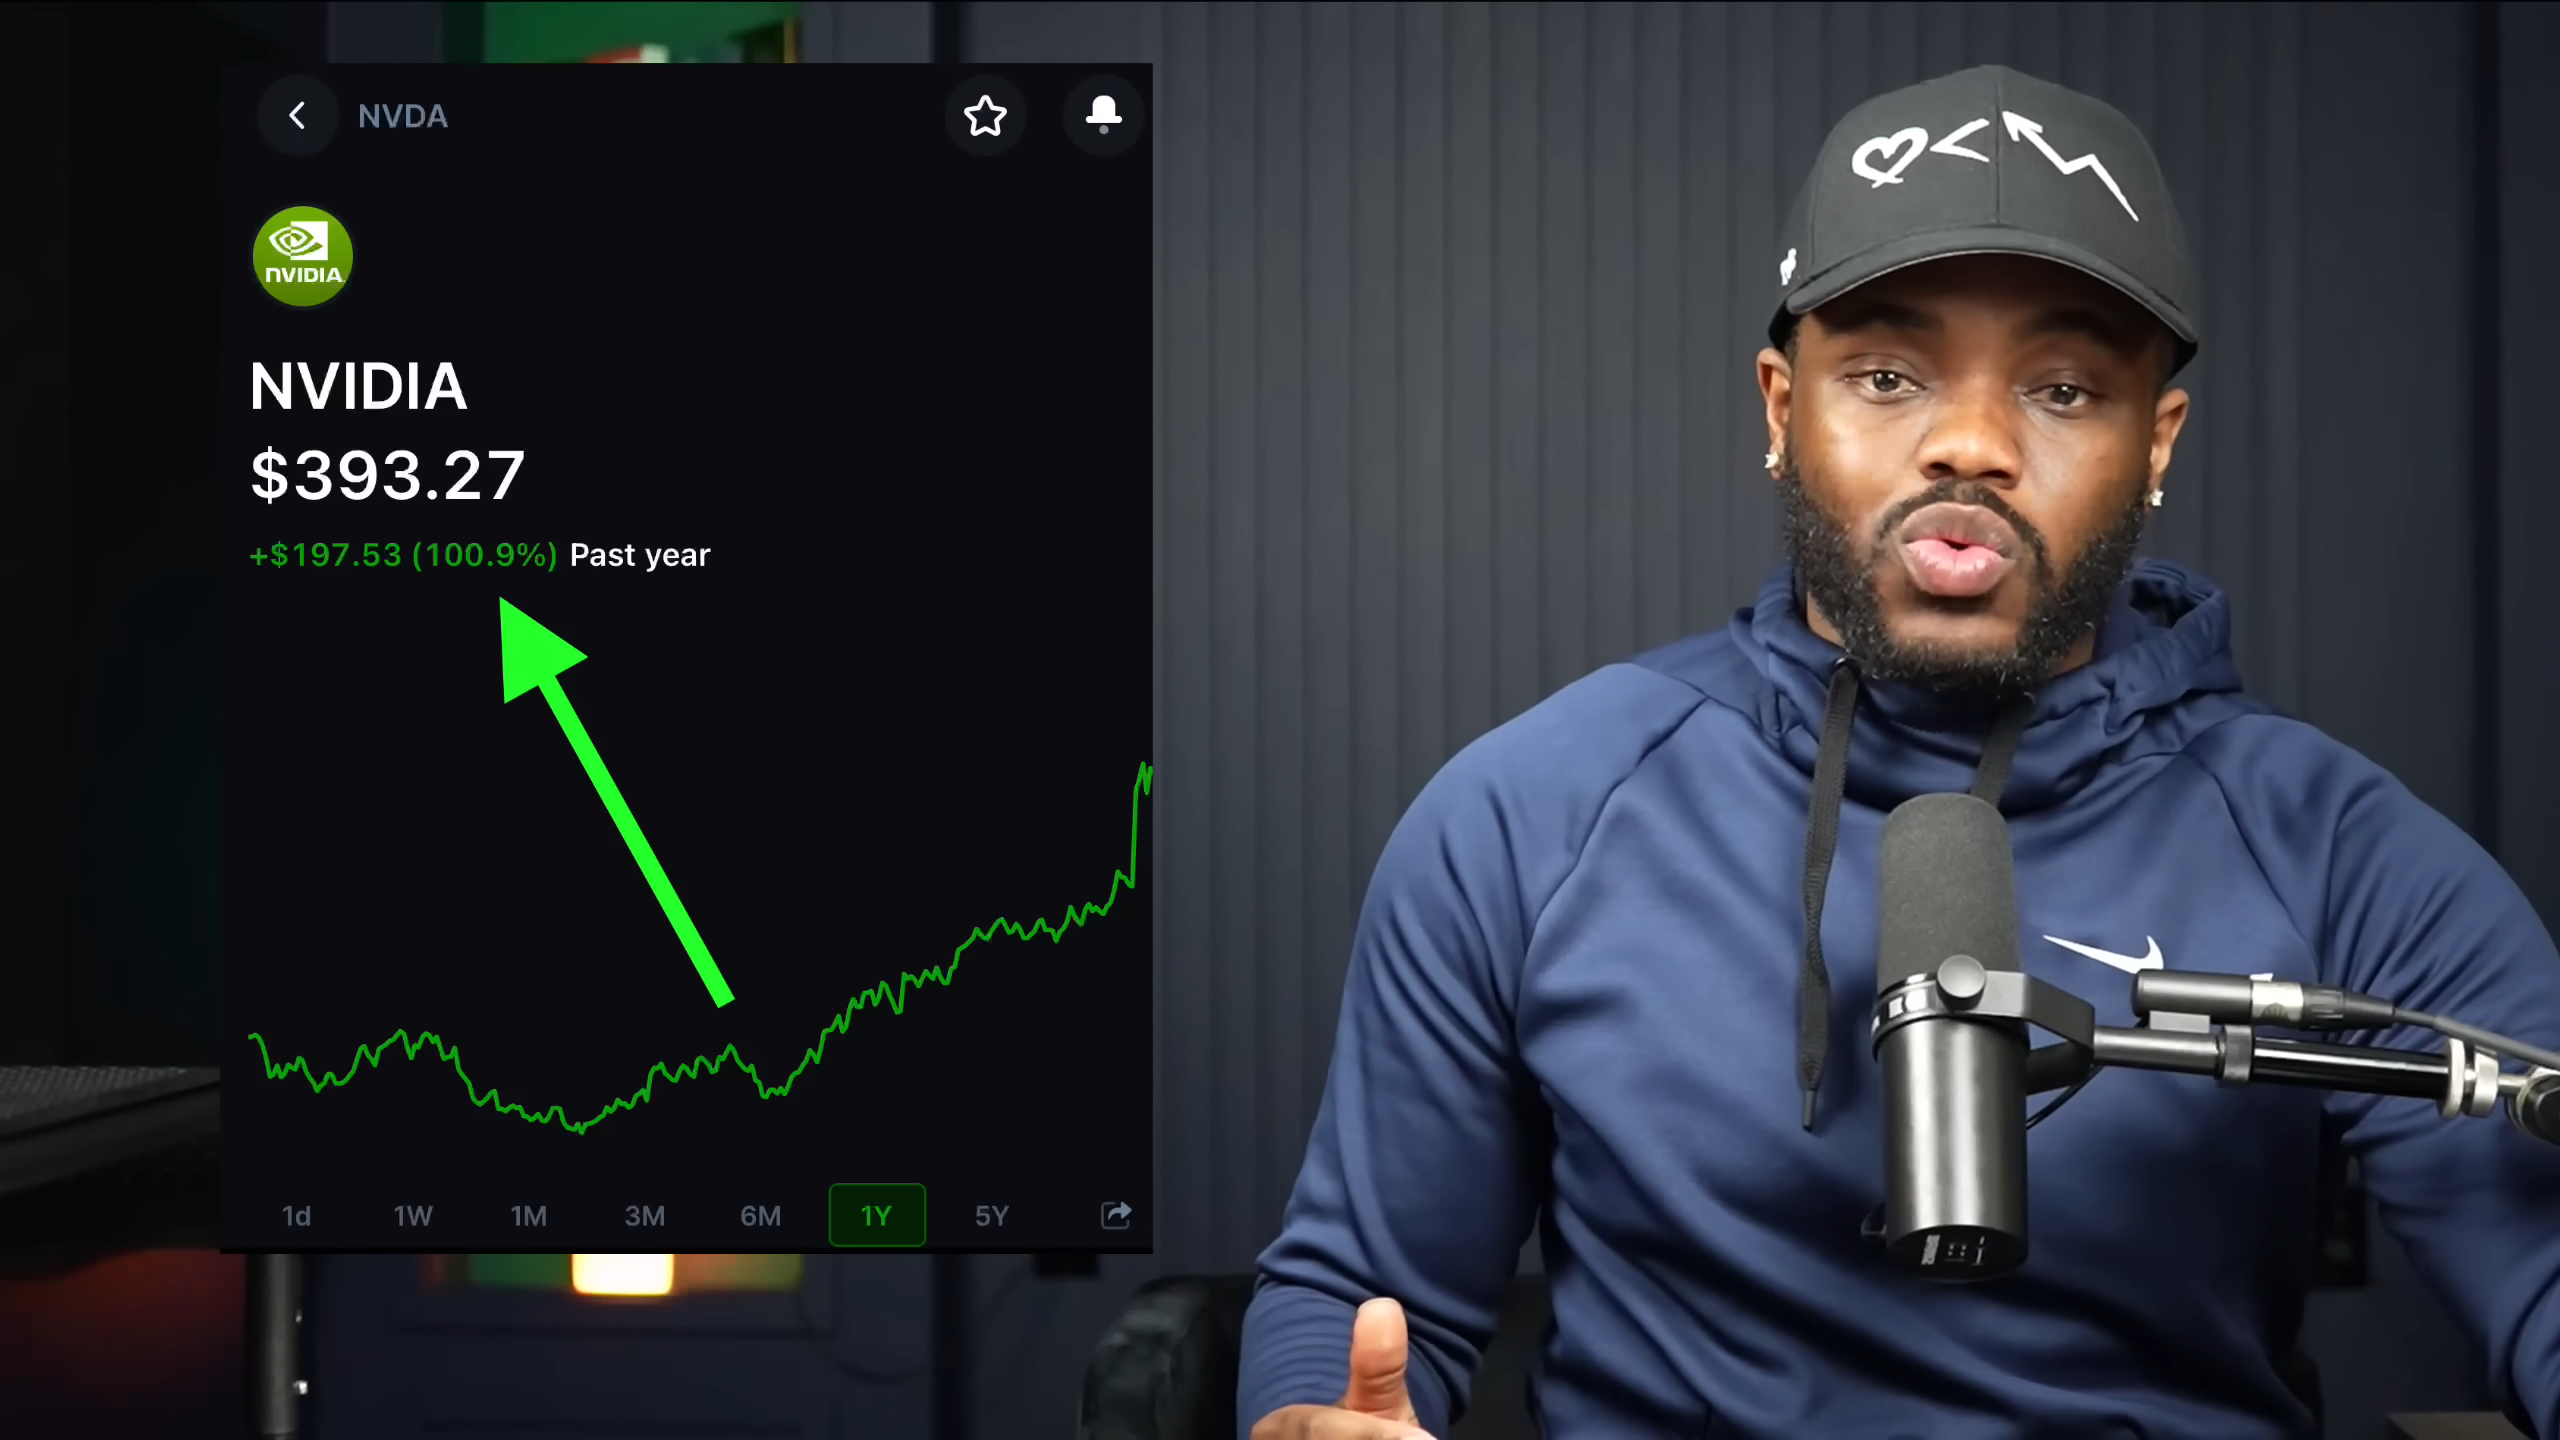 NVDA
NVIDIA
NVIDIA
$393.27
+$197.53 (100.9%) Past year
1d 1W 1M 3M 6M 1Y 5Y